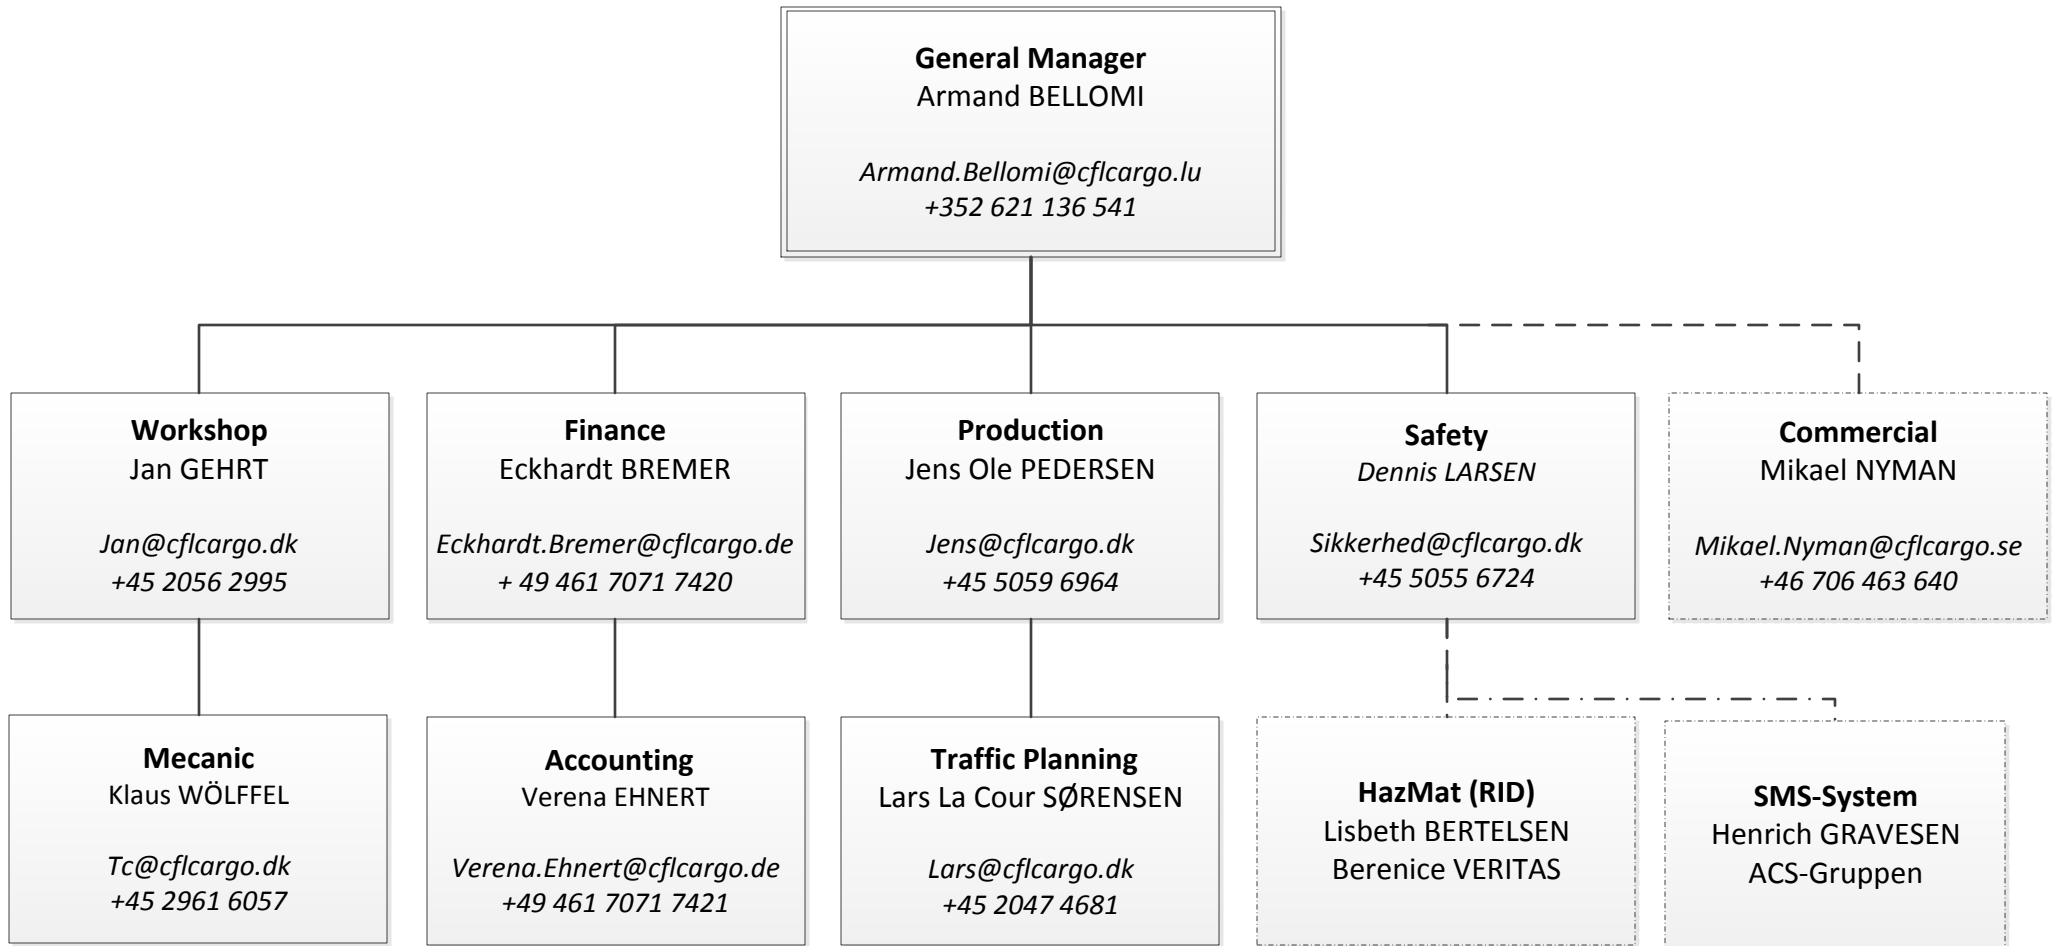 General Manager
Armand BELLOMI
Armand.Bellomi@cflcargo.lu
+352 621 136 541
Workshop
Jan GEHRT
Jan@cflcargo.dk
+45 2056 2995
Finance
Eckhardt BREMER
Eckhardt.Bremer@cflcargo.de
+ 49 461 7071 7420
Production
Jens Ole PEDERSEN
Jens@cflcargo.dk
+45 5059 6964
Safety
Dennis LARSEN
Sikkerhed@cflcargo.dk
+45 5055 6724
Commercial
Mikael NYMAN
Mikael.Nyman@cflcargo.se
+46 706 463 640
Mecanic
Klaus WÖLFFEL
Tc@cflcargo.dk
+45 2961 6057
Accounting
Verena EHNERT
Verena.Ehnert@cflcargo.de
+49 461 7071 7421
Traffic Planning
Lars La Cour SØRENSEN
Lars@cflcargo.dk
+45 2047 4681
HazMat (RID)
Lisbeth BERTELSEN
Berenice VERITAS
SMS-System
Henrich GRAVESEN
ACS-Gruppen